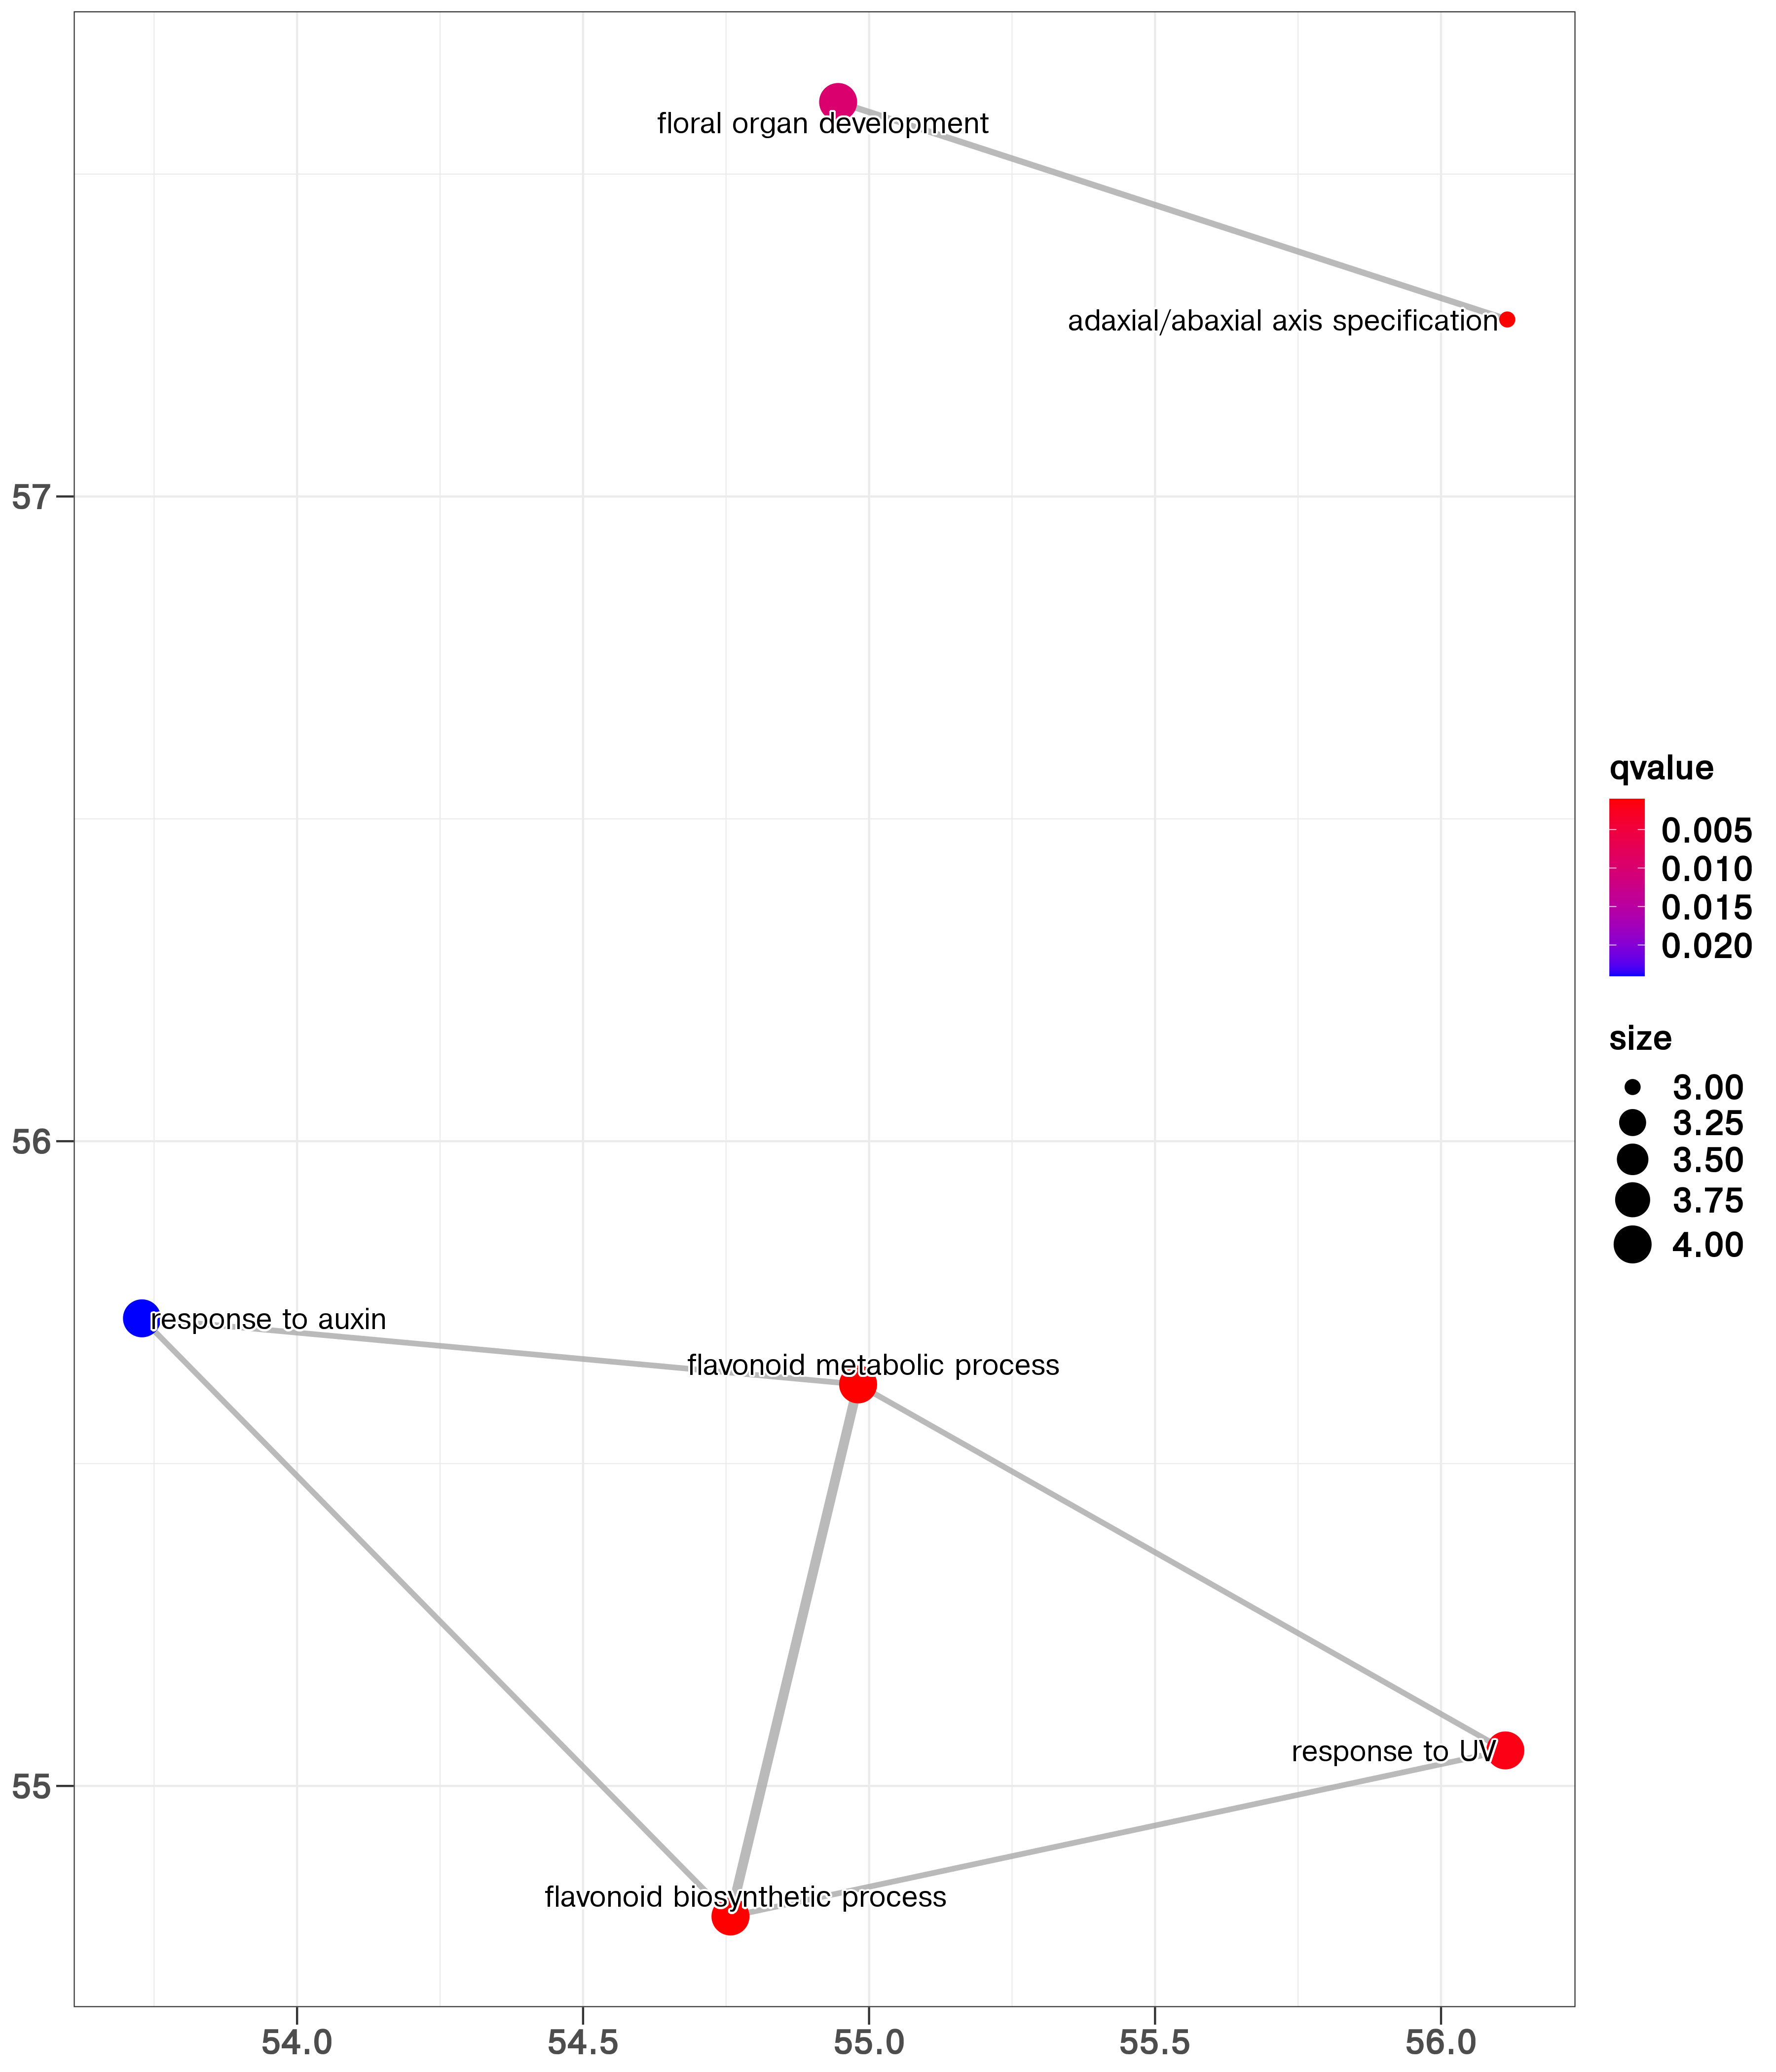 floral organ development
adaxial/abaxial axis specification
57
56
response to auxin
flavonoid metabolic process
response to UV
55
flavonoid biosynthetic process
54.0 54.5 55.0 55.5 56.0
qvalue
0.005
0.010
0.015
0.020
size
3.00
3.25
3.50
3.75
4.00